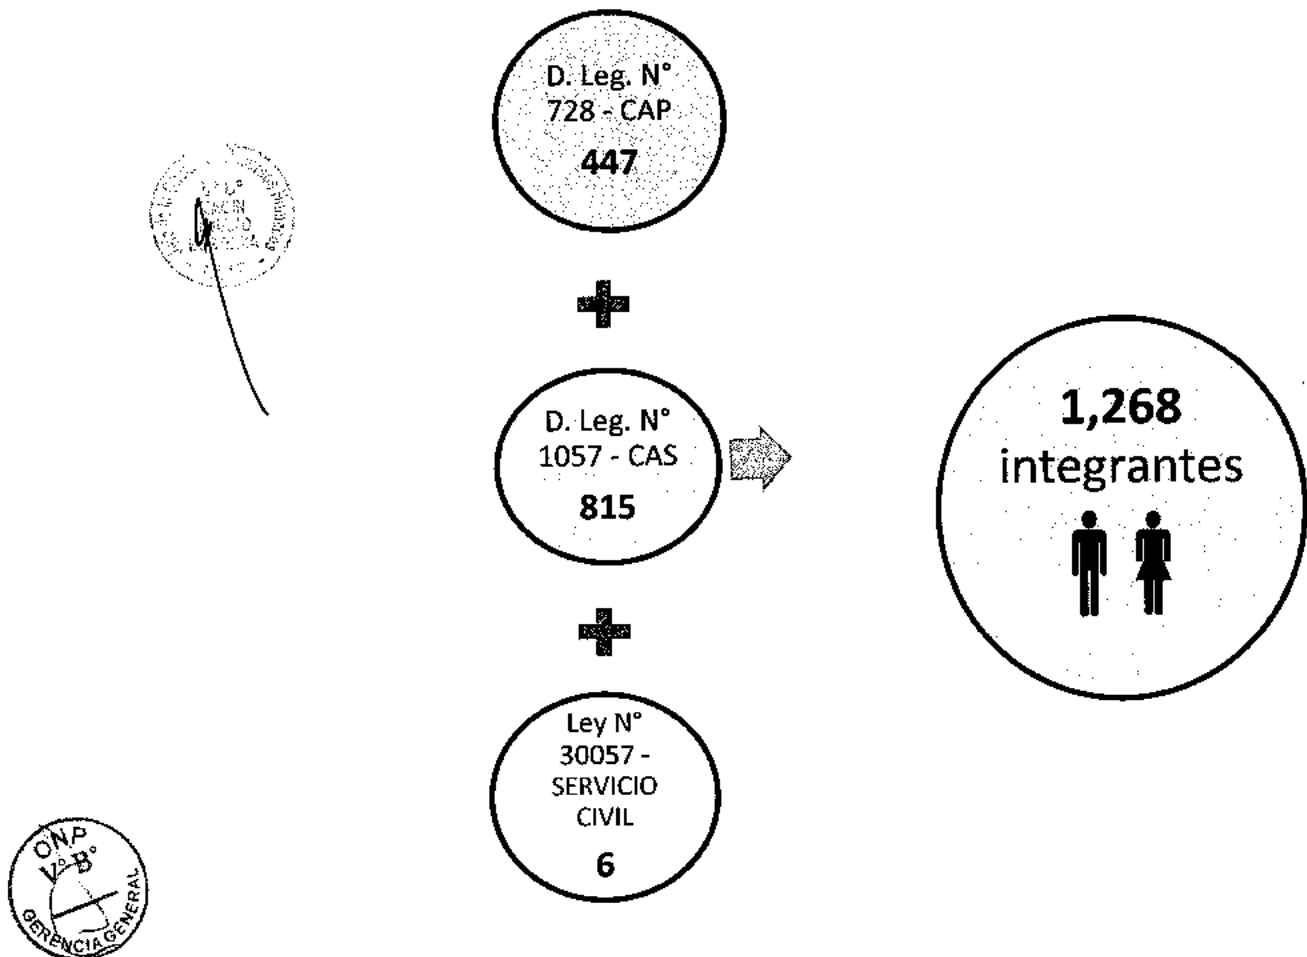 D. Leg. N°
728 - CAP
447
D. Leg. N°
1057 - CAS
815
1,268
integrantes
Ley N°
30057 -
SERVICIO
CIVIL
6
ONP
V° B°
GERENCIA GENERAL